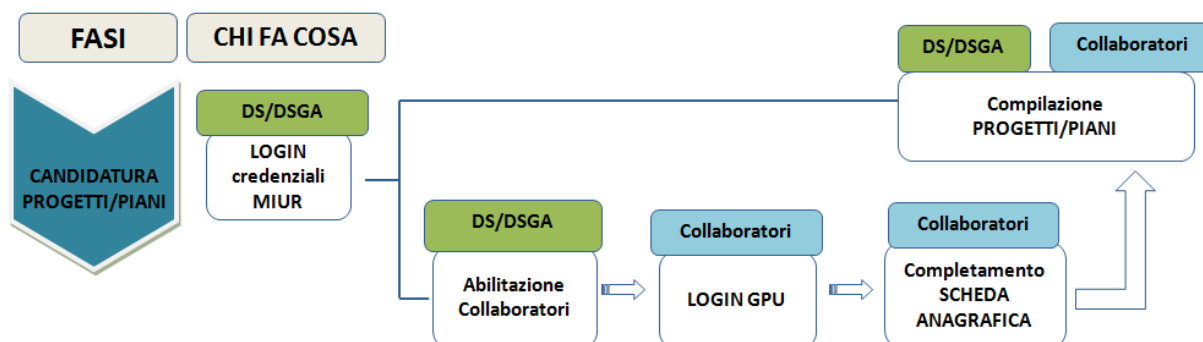 FASI
CHI FA COSA
CANDIDATURA
PROGETTI/PIANI
DS/DSGA
LOGIN
credenziali
MIUR
DS/DSGA
Collaboratori
Compilazione
PROGETTI/PIANI
DS/DSGA
Abilitazione
Collaboratori
Collaboratori
LOGIN GPU
Collaboratori
Completamento
SCHEDA
ANAGRAFICA